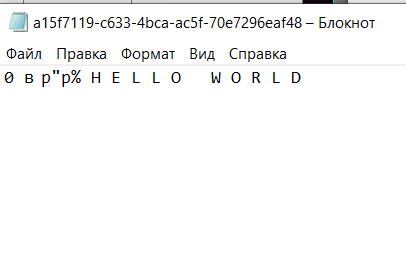 a15f7119-c633-4bca-ac5f-70e7296eaf48 – Блокнот
Файл Правка Формат Вид Справка
0 в р"р% H E L L O   W O R L D